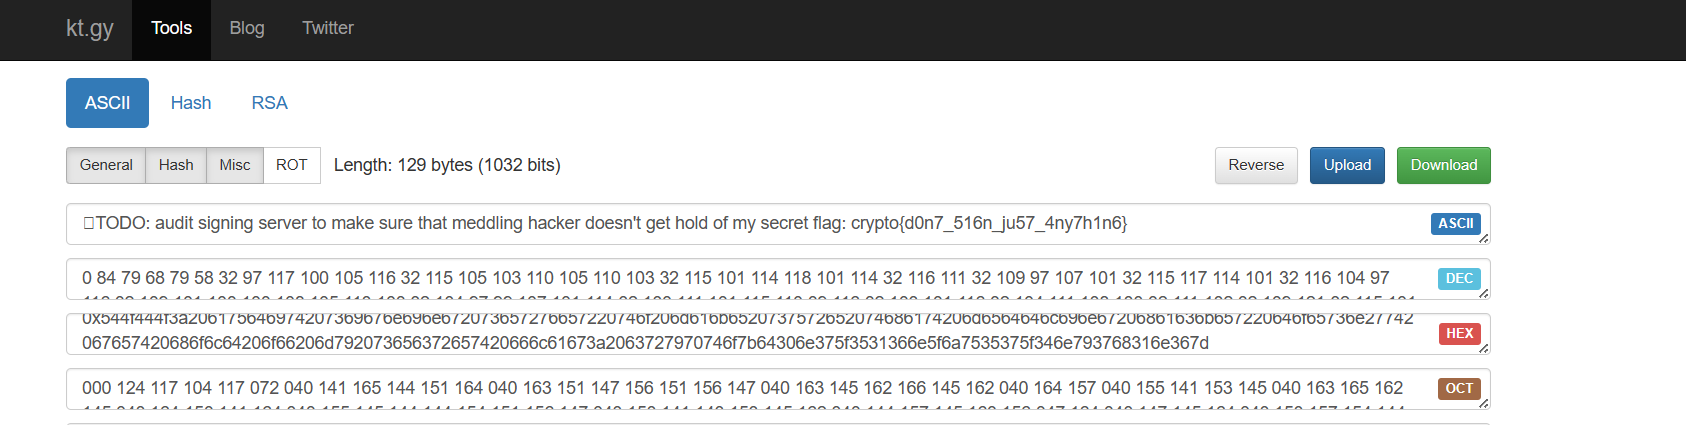 kt.gy Tools Blog Twitter
ASCII Hash RSA
General Hash Misc ROT Length: 129 bytes (1032 bits) Reverse Upload Download
TODO: audit signing server to make sure that meddling hacker doesn't get hold of my secret flag: crypto{d0n7_516n_ju57_4ny7h1n6} ASCII
0 84 79 68 79 58 32 97 117 100 105 116 32 115 105 103 110 105 110 103 32 115 101 114 118 101 114 32 116 111 32 109 97 107 101 32 115 117 114 101 32 116 104 97 DEC
0x544f444f3a206175646974207369676e696e672073657276657220746f206d616b6520737572652074686174206d6564646c696e67206861636b657220646f65736e27742
067657420686f6c64206f66206d792073656372657420666c61673a2063727970746f7b64306e375f3531366e5f6a7535375f346e793768316e367d HEX
000 124 117 104 117 072 040 141 165 144 151 164 040 163 151 147 156 151 156 147 040 163 145 162 166 145 162 040 164 157 040 155 141 153 145 040 163 165 162 OCT